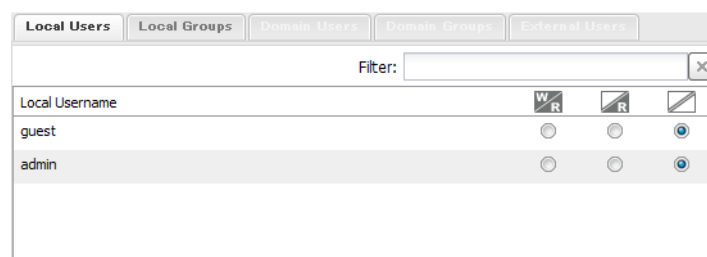 Local Users Local Groups Domain Users Domain Groups External Users
Filter:
Local Username W/R R
guest
admin